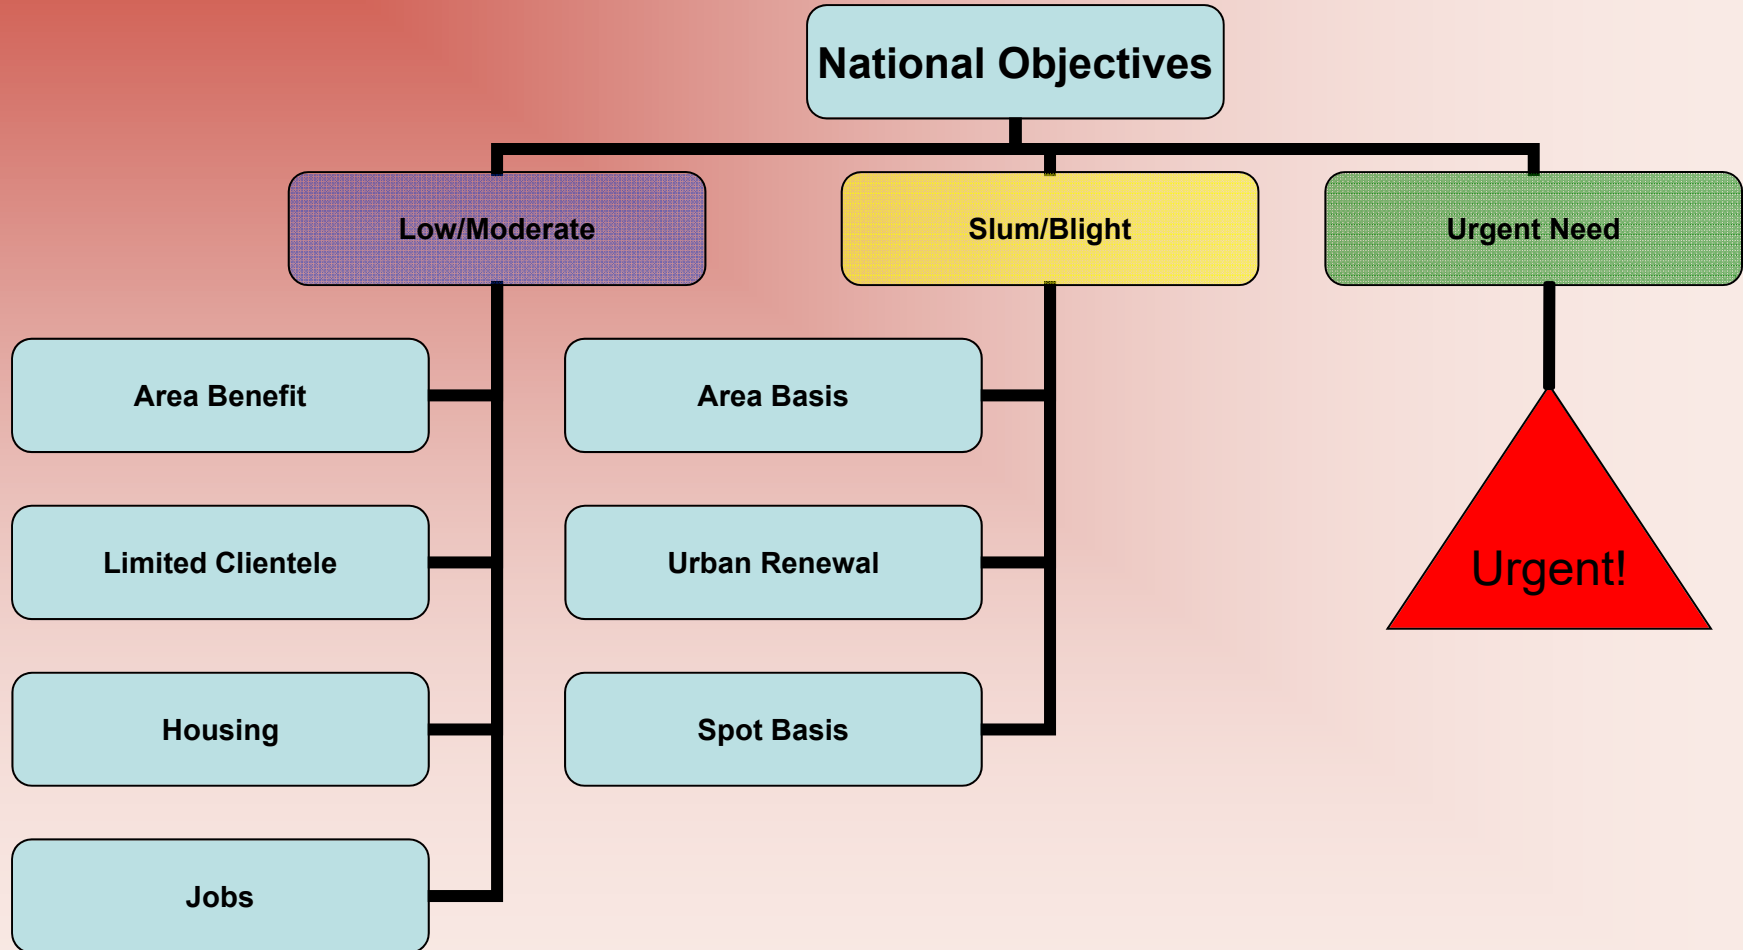 National Objectives
Low/Moderate
Slum/Blight
Urgent Need
Area Benefit
Area Basis
Limited Clientele
Urban Renewal
Urgent!
Housing
Spot Basis
Jobs